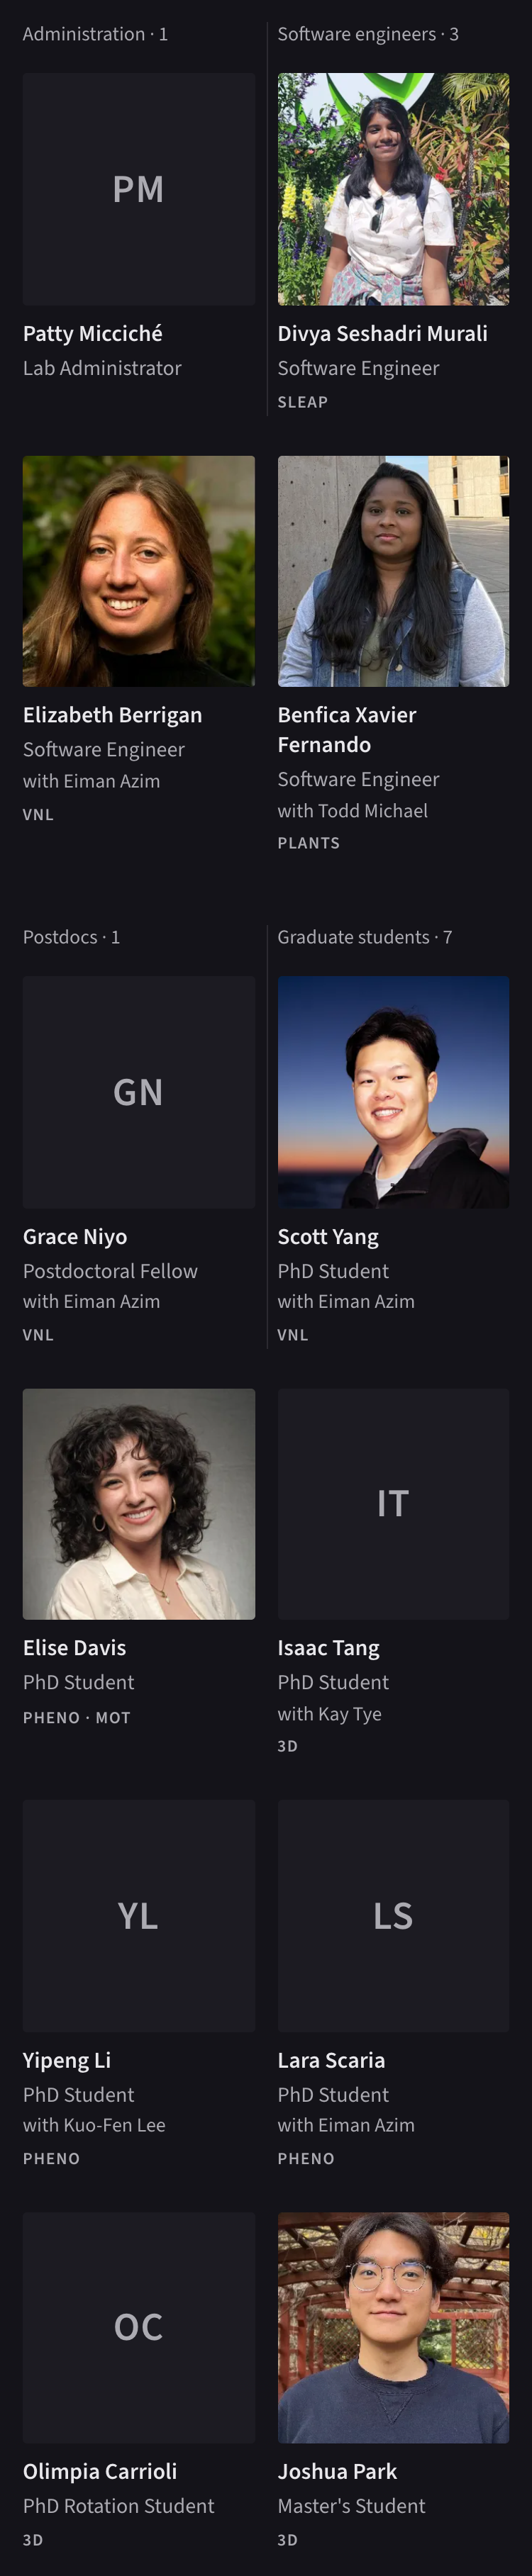 Administration · 1
PM
Patty Micciché
Lab Administrator
Software engineers · 3
Divya Seshadri Murali
Software Engineer
SLEAP
Elizabeth Berrigan
Software Engineer
with Eiman Azim
VNL
Benfica Xavier
Fernando
Software Engineer
with Todd Michael
PLANTS
Postdocs · 1
GN
Grace Niyo
Postdoctoral Fellow
with Eiman Azim
VNL
Graduate students · 7
Scott Yang
PhD Student
with Eiman Azim
VNL
Elise Davis
PhD Student
PHENO · MOT
IT
Isaac Tang
PhD Student
with Kay Tye
3D
YL
Yipeng Li
PhD Student
with Kuo-Fen Lee
PHENO
LS
Lara Scaria
PhD Student
with Eiman Azim
PHENO
OC
Olimpia Carrioli
PhD Rotation Student
3D
Joshua Park
Master's Student
3D